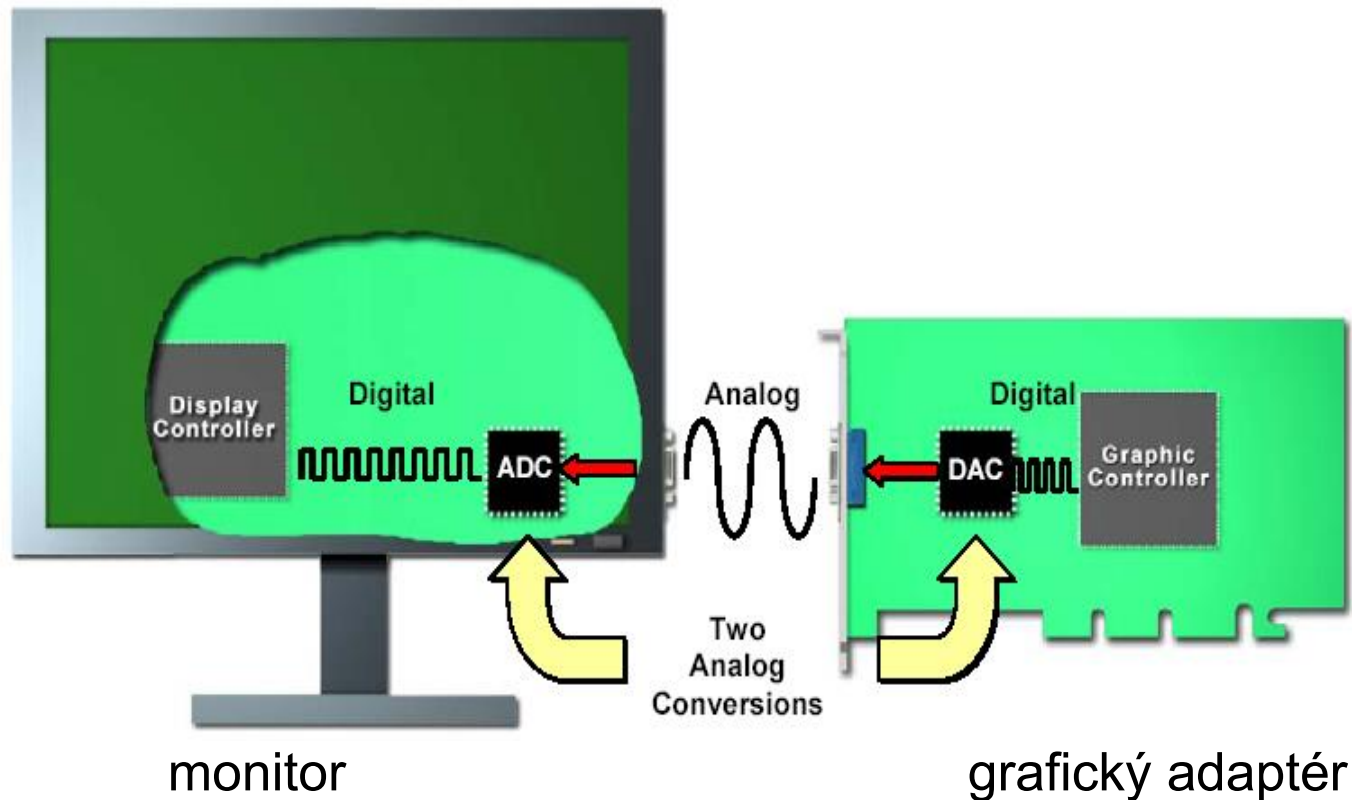 Display
Controller
Digital
ADC
Analog
Digital
DAC
Graphic
Controller
Two
Analog
Conversions
monitor
grafický adaptér